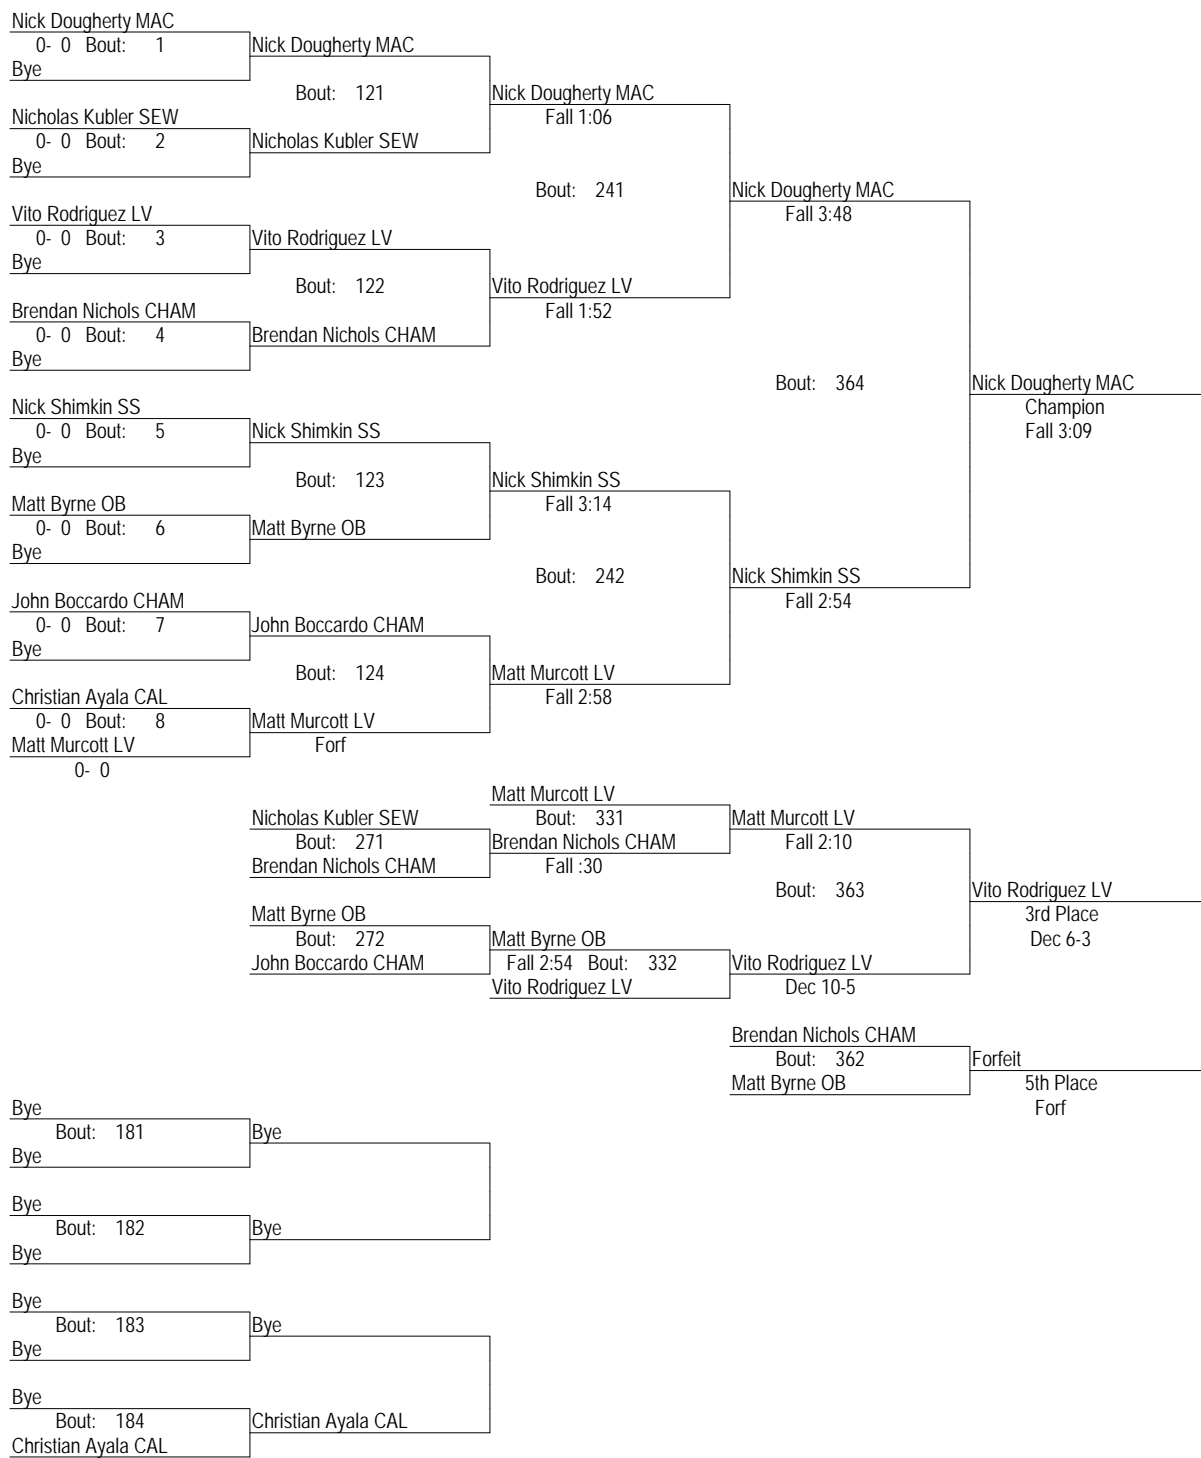 Nick Dougherty MAC
0- 0 Bout: 1 Nick Dougherty MAC
Bye
Bout: 121 Nick Dougherty MAC
Nicholas Kubler SEW Fall 1:06
0- 0 Bout: 2 Nicholas Kubler SEW
Bye
Bout: 241 Nick Dougherty MAC
Vito Rodriguez LV Fall 3:48
0- 0 Bout: 3 Vito Rodriguez LV
Bye
Bout: 122 Vito Rodriguez LV
Brendan Nichols CHAM Fall 1:52
0- 0 Bout: 4 Brendan Nichols CHAM
Bye
Bout: 364 Nick Dougherty MAC
Nick Shimkin SS Champion
0- 0 Bout: 5 Nick Shimkin SS Fall 3:09
Bye
Bout: 123 Nick Shimkin SS
Matt Byrne OB Fall 3:14
0- 0 Bout: 6 Matt Byrne OB
Bye
Bout: 242 Nick Shimkin SS
John Boccardo CHAM Fall 2:54
0- 0 Bout: 7 John Boccardo CHAM
Bye
Bout: 124 Matt Murcott LV
Christian Ayala CAL Fall 2:58
0- 0 Bout: 8 Matt Murcott LV
Matt Murcott LV Forf
0- 0
Matt Murcott LV
Nicholas Kubler SEW Bout: 331 Matt Murcott LV
Bout: 271 Brendan Nichols CHAM Fall 2:10
Brendan Nichols CHAM Fall :30
Bout: 363 Vito Rodriguez LV
Matt Byrne OB 3rd Place
Bout: 272 Matt Byrne OB Dec 6-3
John Boccardo CHAM Fall 2:54 Bout: 332 Vito Rodriguez LV
Vito Rodriguez LV Dec 10-5
Brendan Nichols CHAM
Bout: 362 Forfeit
Matt Byrne OB 5th Place
Bye Forf
Bout: 181 Bye
Bye
Bye
Bout: 182 Bye
Bye
Bye
Bout: 183 Bye
Bye
Bye
Bout: 184 Christian Ayala CAL
Christian Ayala CAL